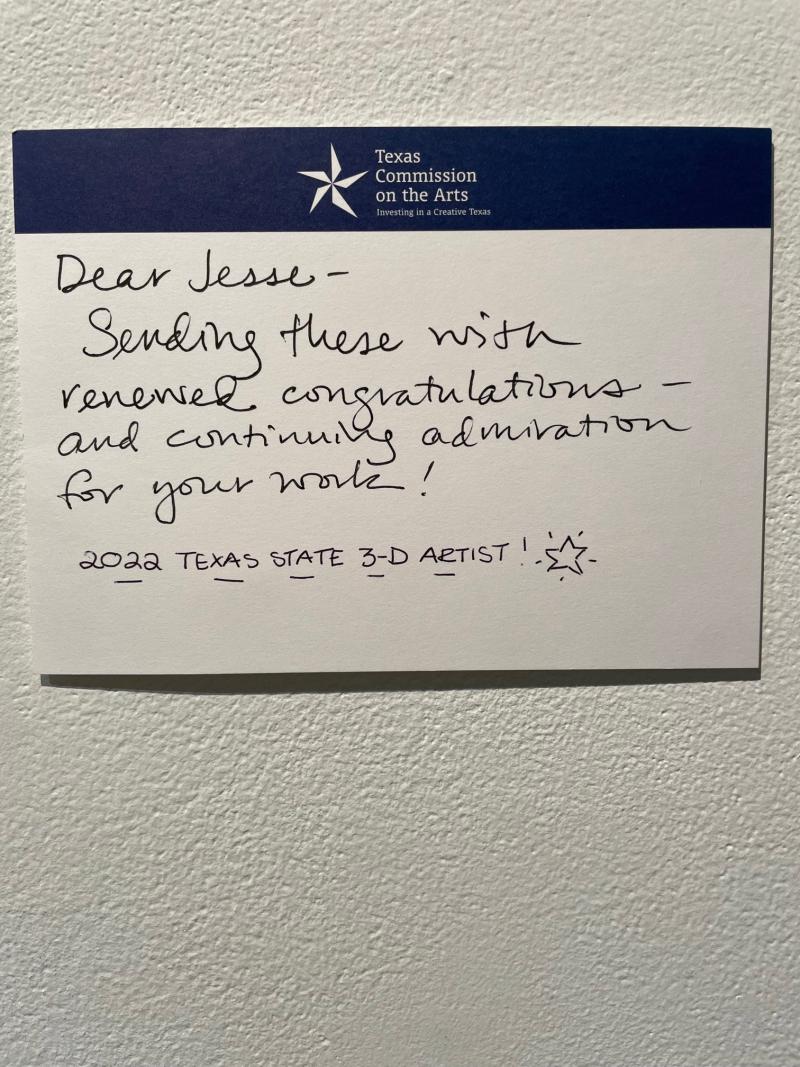 Texas
Commission
on the Arts
Investing in a Creative Texas
Dear Jesse -
Sending these with
renewed congratulations -
and continuing admiration
for your work!
2022 TEXAS STATE 3-D ARTIST!